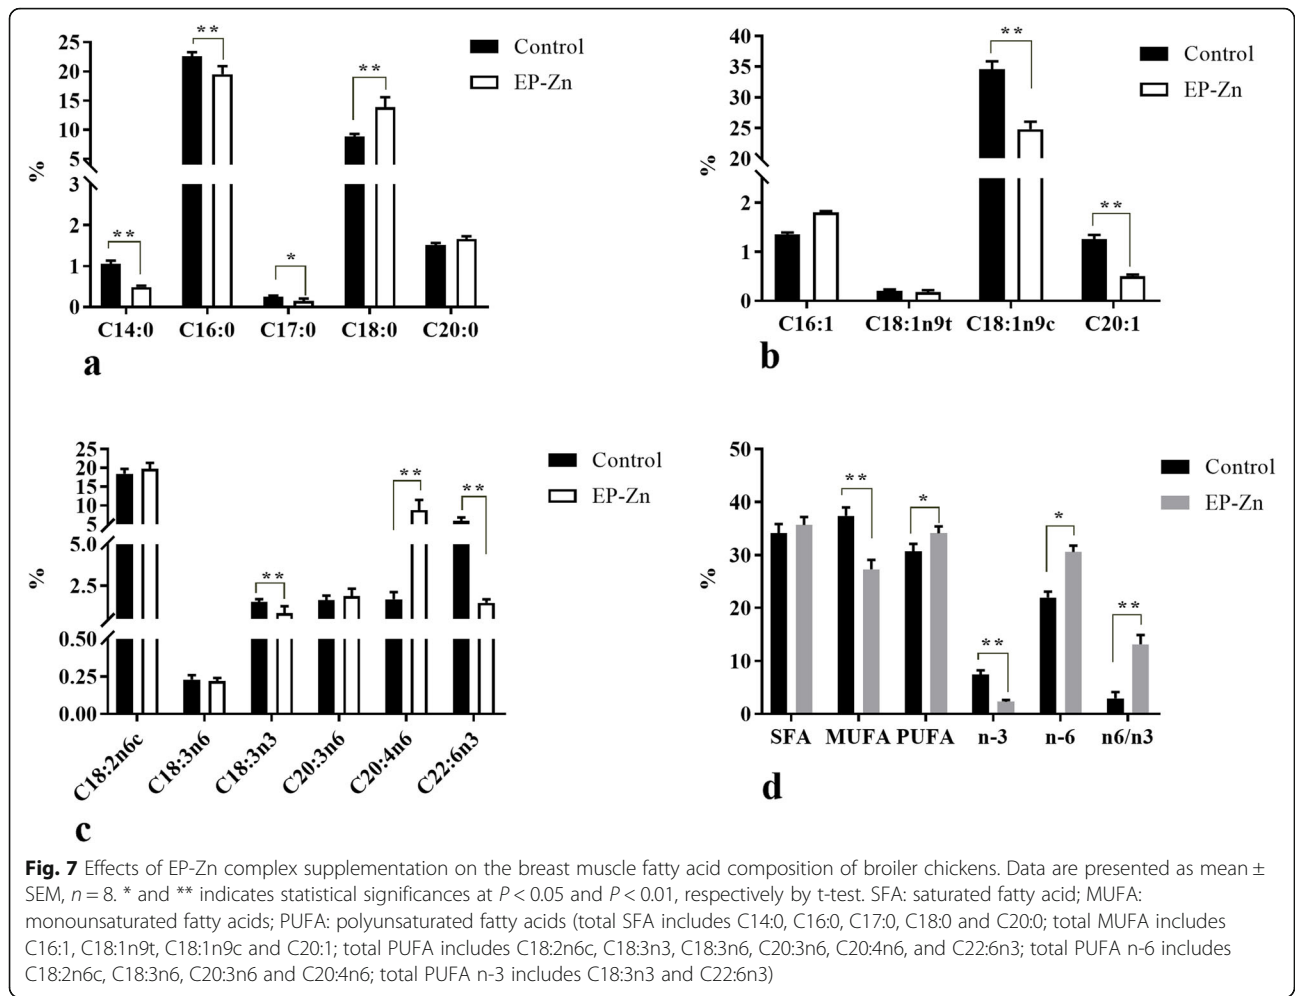 25
20
15
10
5
3
2
1
0
%
**
**
*
**
Control
EP-Zn
C14:0 C16:0 C17:0 C18:0 C20:0
a
40
35
30
25
20
2
1
0
%
**
**
Control
EP-Zn
C16:1 C18:1n9t C18:1n9c C20:1
b
25
20
15
10
5
5.0
2.5
0.50
0.25
0.00
%
**
**
**
Control
EP-Zn
C18:2n6c C18:3n6 C18:3n3 C20:3n6 C20:4n6 C22:6n3
c
50
40
30
20
10
0
%
**
*
**
*
**
Control
EP-Zn
SFA MUFA PUFA n-3 n-6 n6/n3
d
Fig. 7 Effects of EP-Zn complex supplementation on the breast muscle fatty acid composition of broiler chickens. Data are presented as mean ±
SEM, n = 8. * and ** indicates statistical significances at P < 0.05 and P < 0.01, respectively by t-test. SFA: saturated fatty acid; MUFA:
monounsaturated fatty acids; PUFA: polyunsaturated fatty acids (total SFA includes C14:0, C16:0, C17:0, C18:0 and C20:0; total MUFA includes
C16:1, C18:1n9t, C18:1n9c and C20:1; total PUFA includes C18:2n6c, C18:3n3, C18:3n6, C20:3n6, C20:4n6, and C22:6n3; total PUFA n-6 includes
C18:2n6c, C18:3n6, C20:3n6 and C20:4n6; total PUFA n-3 includes C18:3n3 and C22:6n3)